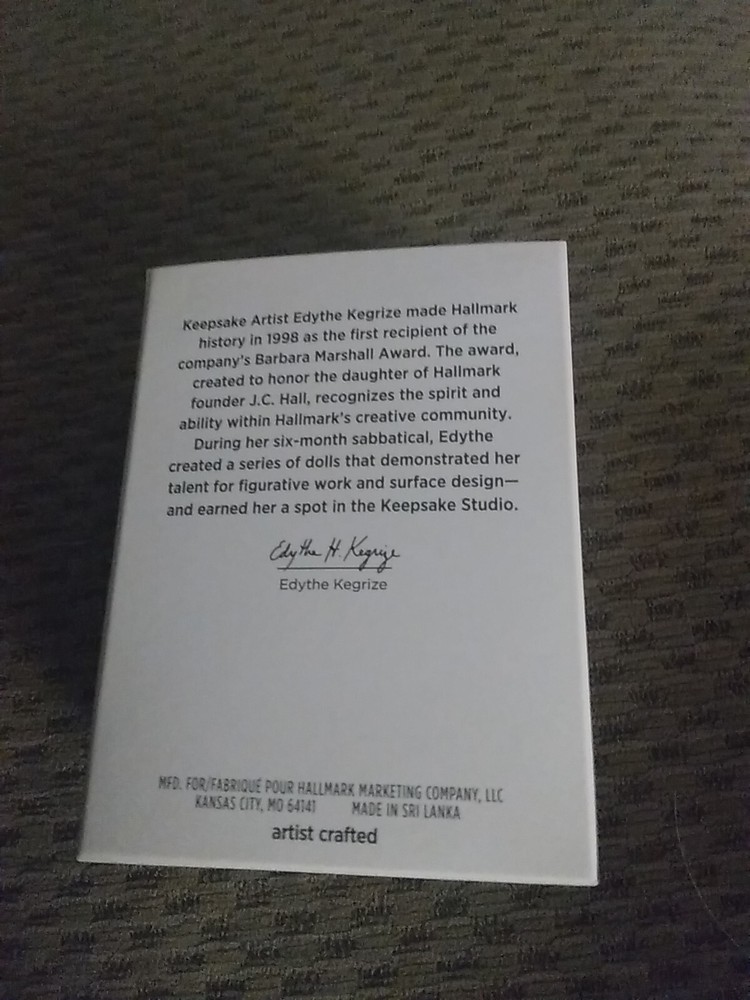 Keepsake Artist Edythe Kegrize made Hallmark
history in 1998 as the first recipient of the
company's Barbara Marshall Award. The award,
created to honor the daughter of Hallmark
founder J.C. Hall, recognizes the spirit and
ability within Hallmark's creative community.
During her six-month sabbatical, Edythe
created a series of dolls that demonstrated her
talent for figurative work and surface design—
and earned her a spot in the Keepsake Studio.
Edythe H. Kegrize
Edythe Kegrize
MFD. FOR/FABRIQUÉ POUR HALLMARK MARKETING COMPANY, LLC
KANSAS CITY, MO 64141 MADE IN SRI LANKA
artist crafted